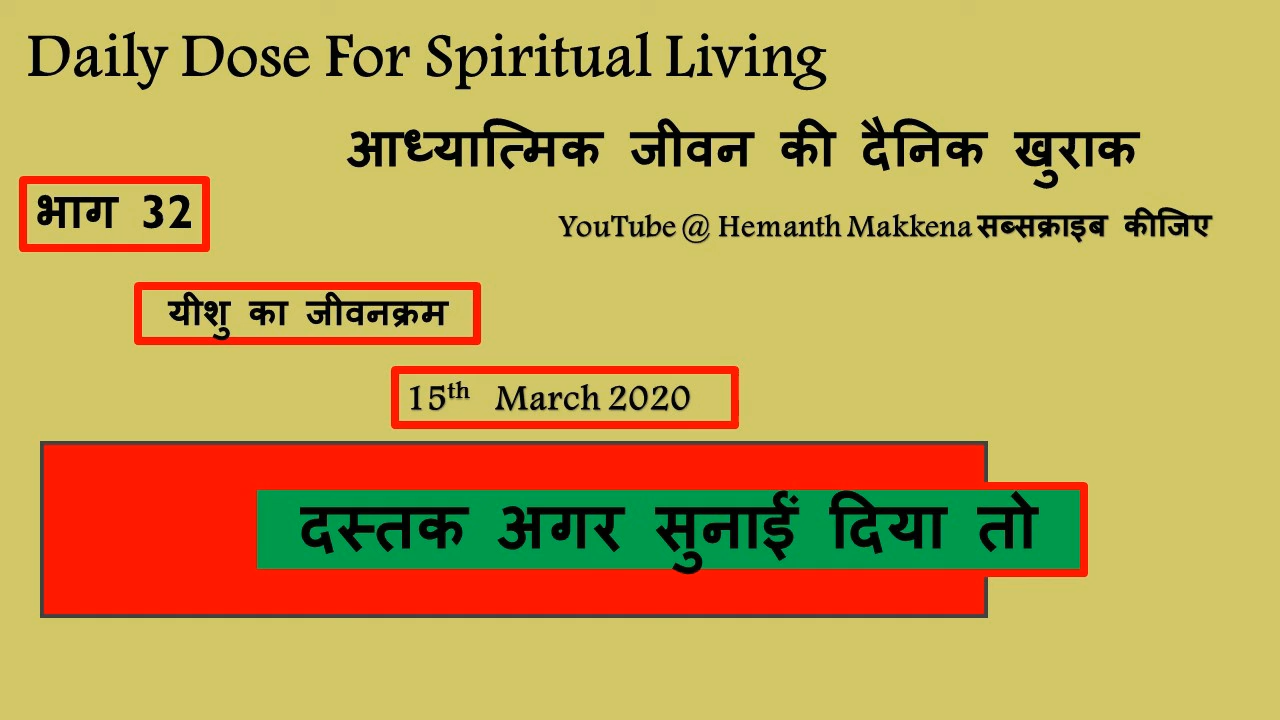 Daily Dose For Spiritual Living
आध्यात्मिक जीवन की दैनिक खुराक
भाग 32
YouTube @ Hemanth Makkena सब्सक्राइब कीजिए
यीशु का जीवनक्रम
15th March 2020
दस्तक अगर सुनाईं दिया तो